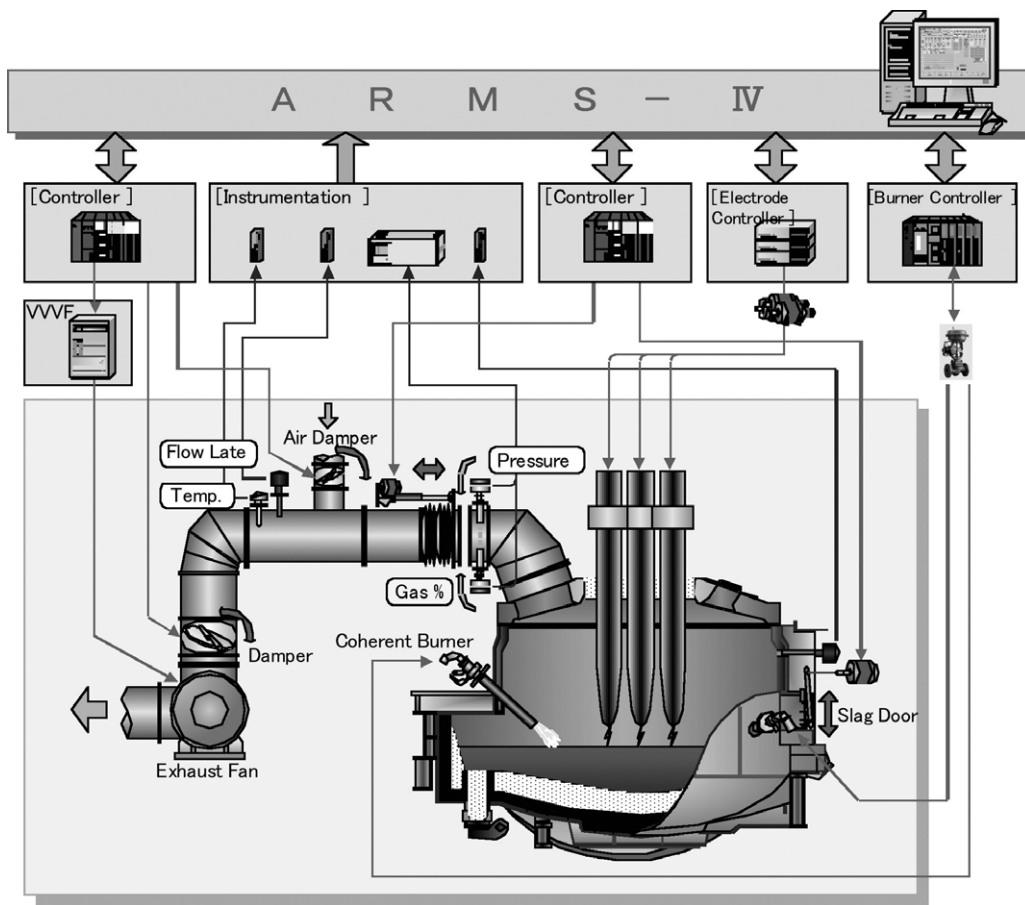 ARMS-Ⅳ
[Controller]
[Instrumentation]
[Controller]
[Electrode
Controller]
[Burner Controller]
VVVF
Air Damper
Flow Late
Pressure
Temp.
Gas %
Coherent Burner
Damper
Slag Door
Exhaust Fan